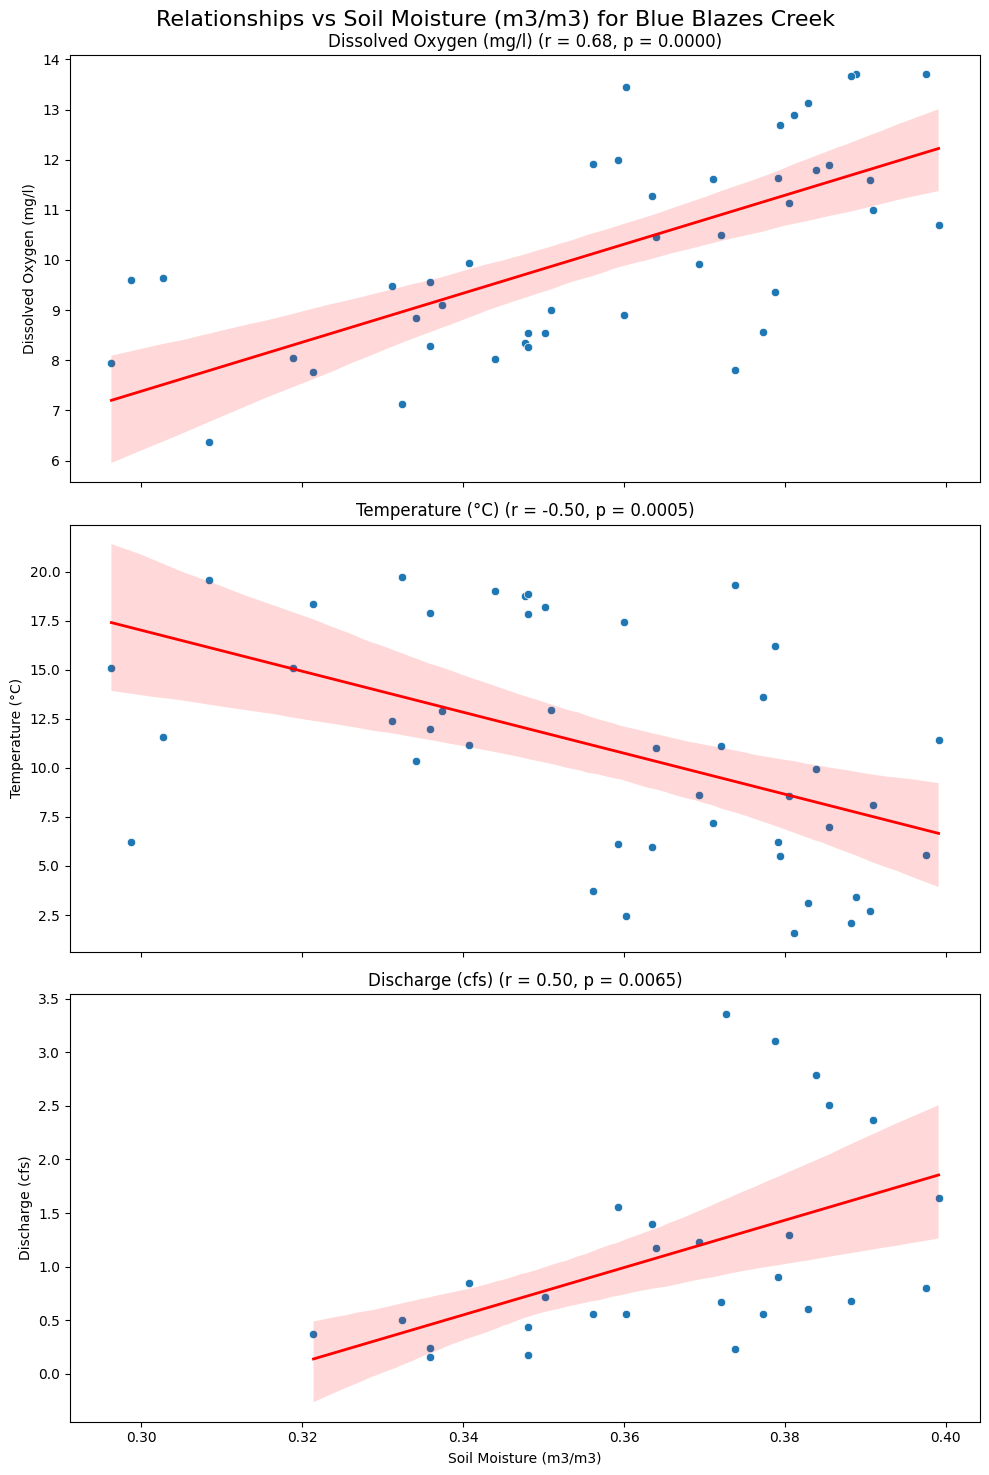 Relationships vs Soil Moisture (m3/m3) for Blue Blazes Creek
Dissolved Oxygen (mg/l) (r = 0.68, p = 0.0000)
14
13
12
11
10
9
8
7
6
Dissolved Oxygen (mg/l)
Temperature (°C) (r = -0.50, p = 0.0005)
20.0
17.5
15.0
12.5
10.0
7.5
5.0
2.5
Temperature (°C)
Discharge (cfs) (r = 0.50, p = 0.0065)
3.5
3.0
2.5
2.0
1.5
1.0
0.5
0.0
Discharge (cfs)
0.30 0.32 0.34 0.36 0.38 0.40
Soil Moisture (m3/m3)